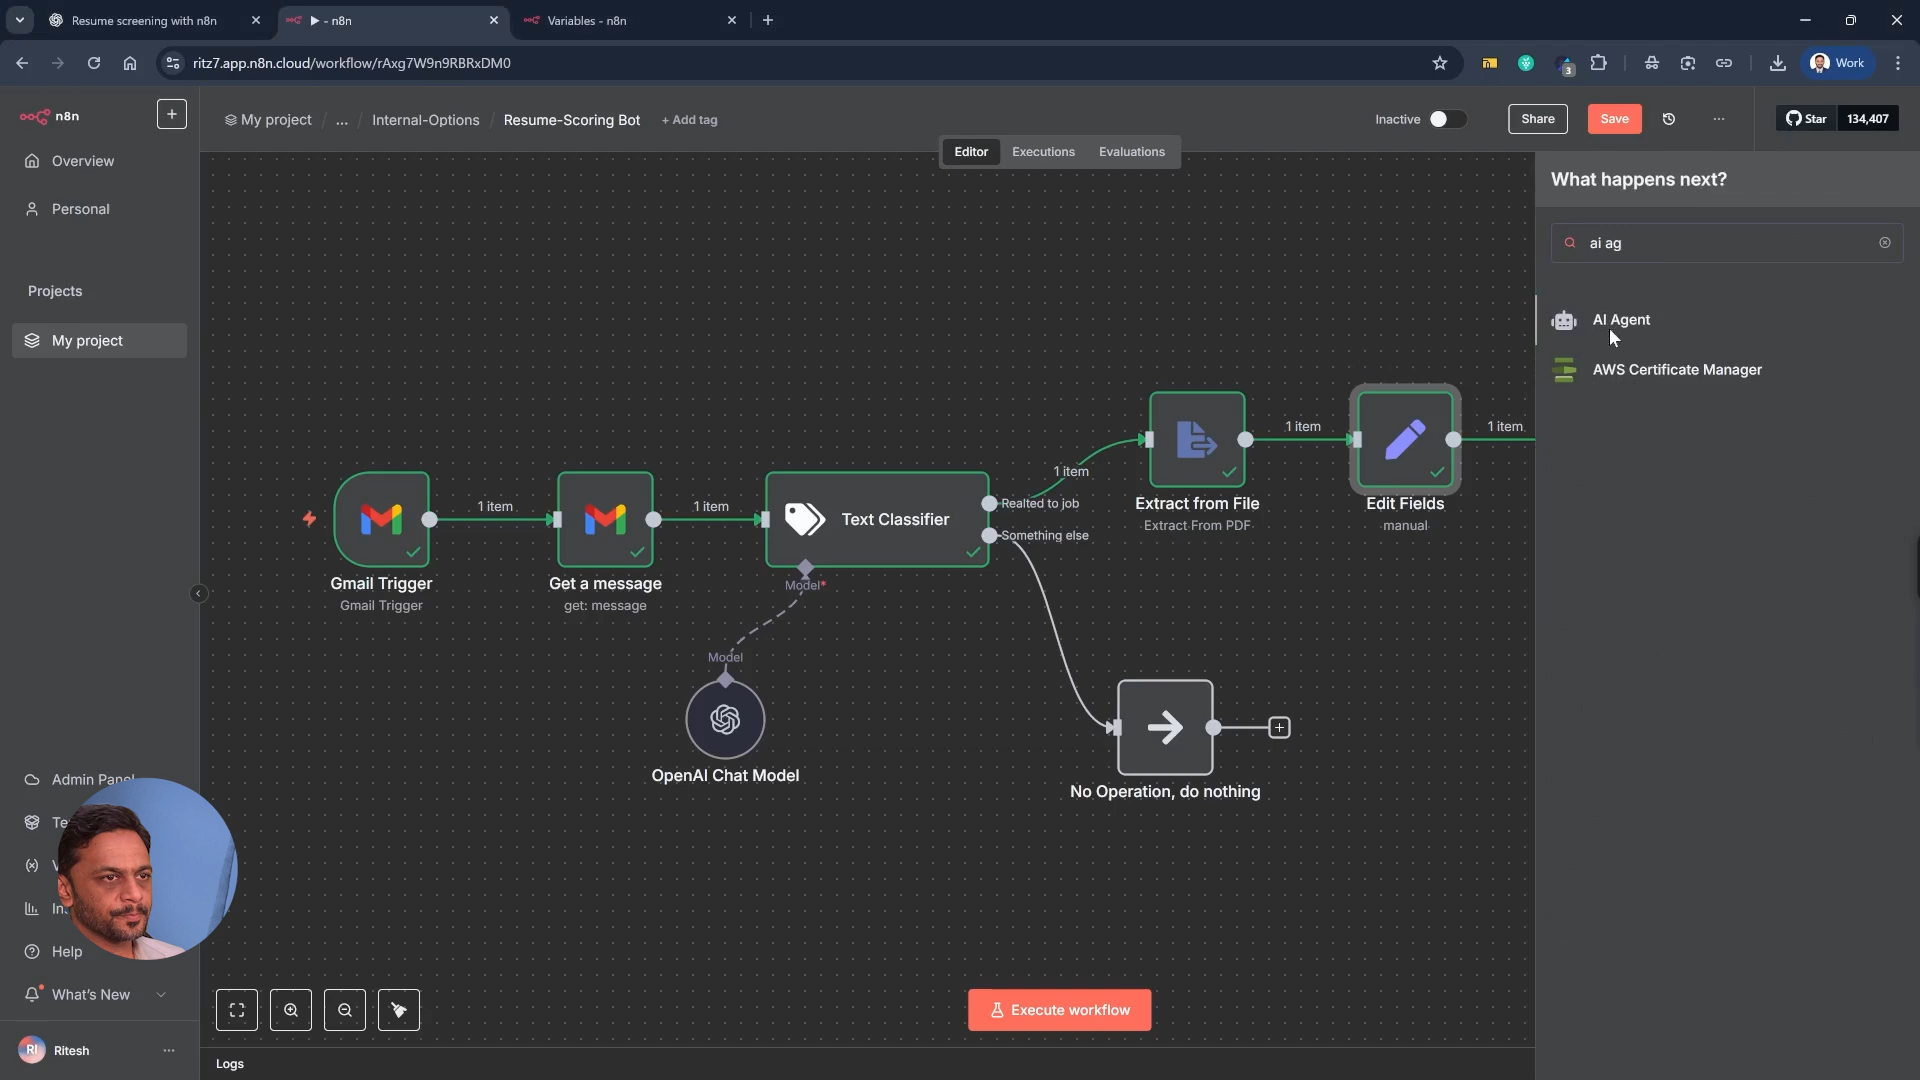 Resume screening with n8n
▶ - n8n
Variables - n8n
ritz7.app.n8n.cloud/workflow/rAxg7W9n9RBRxDM0
3
Work
n8n
My project / ... / Internal-Options / Resume-Scoring Bot + Add tag
Inactive
Share
Save
Star 134,407
Editor
Executions
Evaluations
Overview
Personal
Projects
My project
What happens next?
ai ag
AI Agent
AWS Certificate Manager
1 item
1 item
1 item
1 item
1 item
Gmail Trigger
Gmail Trigger
Get a message
get: message
Text Classifier
Realted to job
Something else
Model*
Model
OpenAI Chat Model
Extract from File
Extract From PDF
Edit Fields
manual
No Operation, do nothing
Admin Panel
Te
V
In
Help
What's New
RI
Ritesh
Execute workflow
Logs